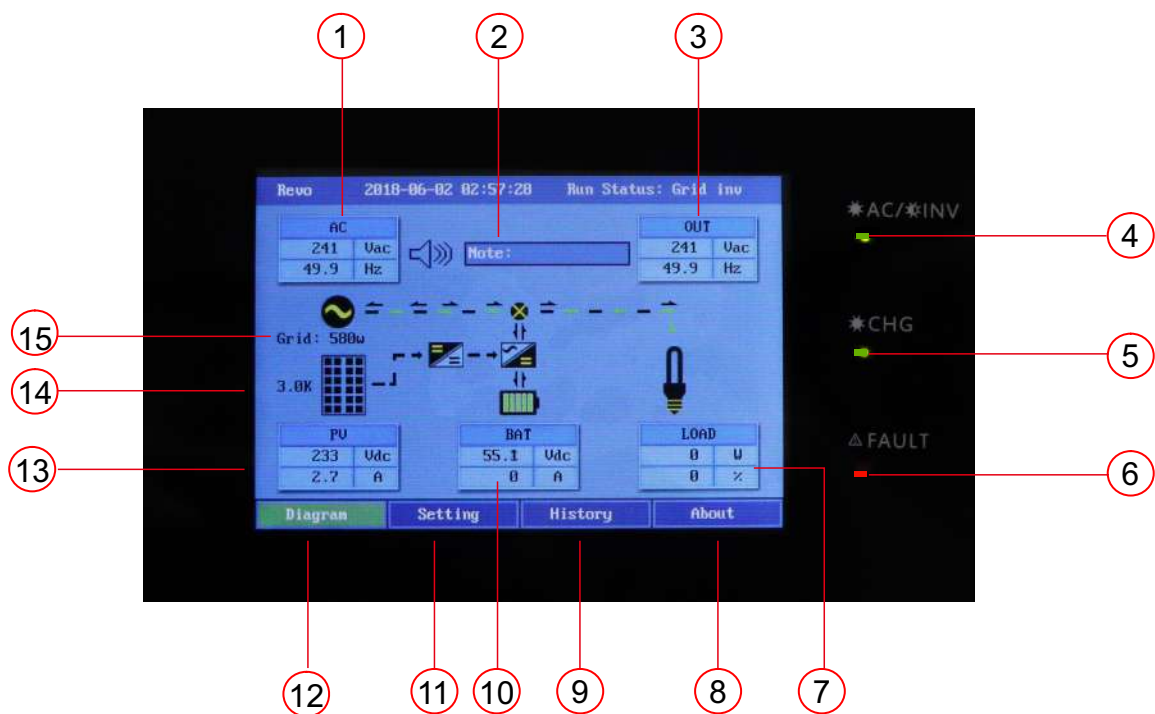 1 2 3
Revo 2018-06-02 02:57:28 Run Status: Grid inv
AC/INV
4
AC
241 Vac
49.9 Hz
Note:
OUT
241 Vac
49.9 Hz
CHG
5
15
Grid: 580w
14
3.0K
FAULT
6
13
PV
233 Vdc
2.7 A
BAT
55.1 Vdc
0 A
LOAD
0 W
0 %
Diagram Setting History About
12 11 10 9 8 7